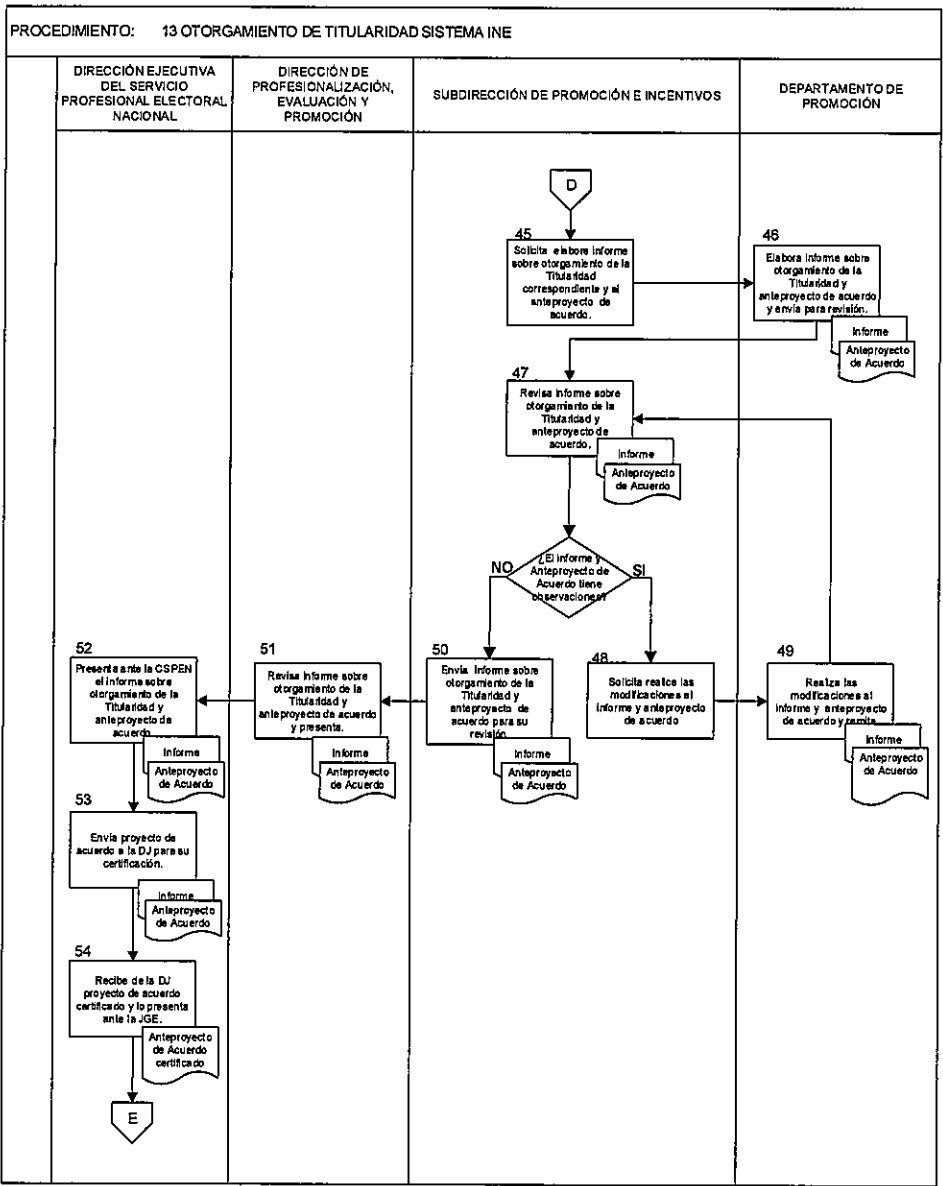 PROCEDIMIENTO: 13 OTORGAMIENTO DE TITULARIDAD SISTEMA INE
DIRECCIÓN EJECUTIVA
DEL SERVICIO
PROFESIONAL ELECTORAL
NACIONAL
DIRECCIÓN DE
PROFESIONALIZACIÓN,
EVALUACIÓN Y
PROMOCIÓN
SUBDIRECCIÓN DE PROMOCIÓN E INCENTIVOS
DEPARTAMENTO DE
PROMOCIÓN
D
45
Solicita elabore informe
sobre otorgamiento de la
Titularidad
correspondiente y el
anteproyecto de
acuerdo.
46
Elabora Informe sobre
otorgamiento de la
Titularidad y
anteproyecto de acuerdo
y envía para revisión.
Informe
Anteproyecto
de Acuerdo
47
Revisa Informe sobre
otorgamiento de la
Titularidad y
anteproyecto de
acuerdo.
Informe
Anteproyecto
de Acuerdo
¿El informe y
Anteproyecto de
Acuerdo tiene
observaciones?
NO
SI
48
Solicita realice las
modificaciones al
informe y anteproyecto
de acuerdo
49
Realiza las
modificaciones al
informe y anteproyecto
de acuerdo y remite
Informe
Anteproyecto
de Acuerdo
50
Envía Informe sobre
otorgamiento de la
Titularidad y
anteproyecto de
acuerdo para su
revisión
Informe
Anteproyecto
de Acuerdo
51
Revisa Informe sobre
otorgamiento de la
Titularidad y
anteproyecto de acuerdo
y presenta.
Informe
Anteproyecto
de Acuerdo
52
Presenta ante la CSPEN
el informe sobre
otorgamiento de la
Titularidad y
anteproyecto de
acuerdo
Informe
Anteproyecto
de Acuerdo
53
Envía proyecto de
acuerdo a la DJ para su
certificación.
Informe
Anteproyecto
de Acuerdo
54
Recibe de la DJ
proyecto de acuerdo
certificado y lo presenta
ante la JGE.
Anteproyecto
de Acuerdo
certificado
E